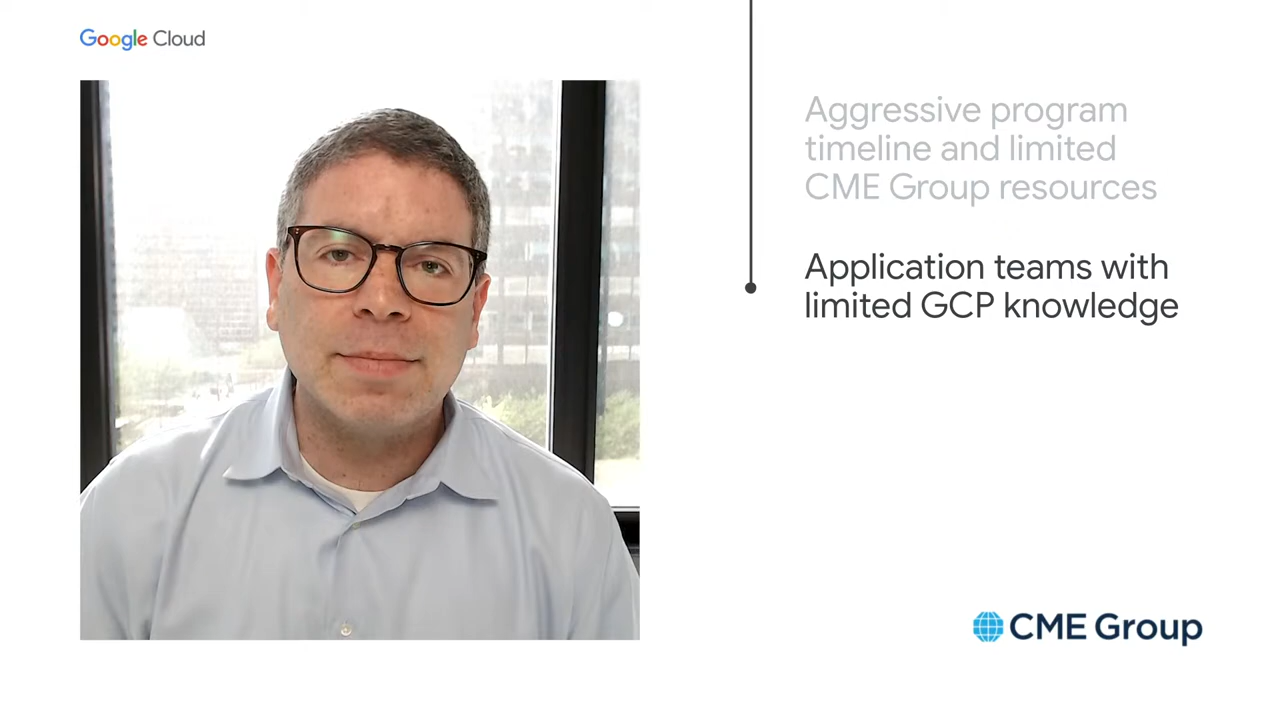 Google Cloud
Aggressive program
timeline and limited
CME Group resources
Application teams with
limited GCP knowledge
CME Group